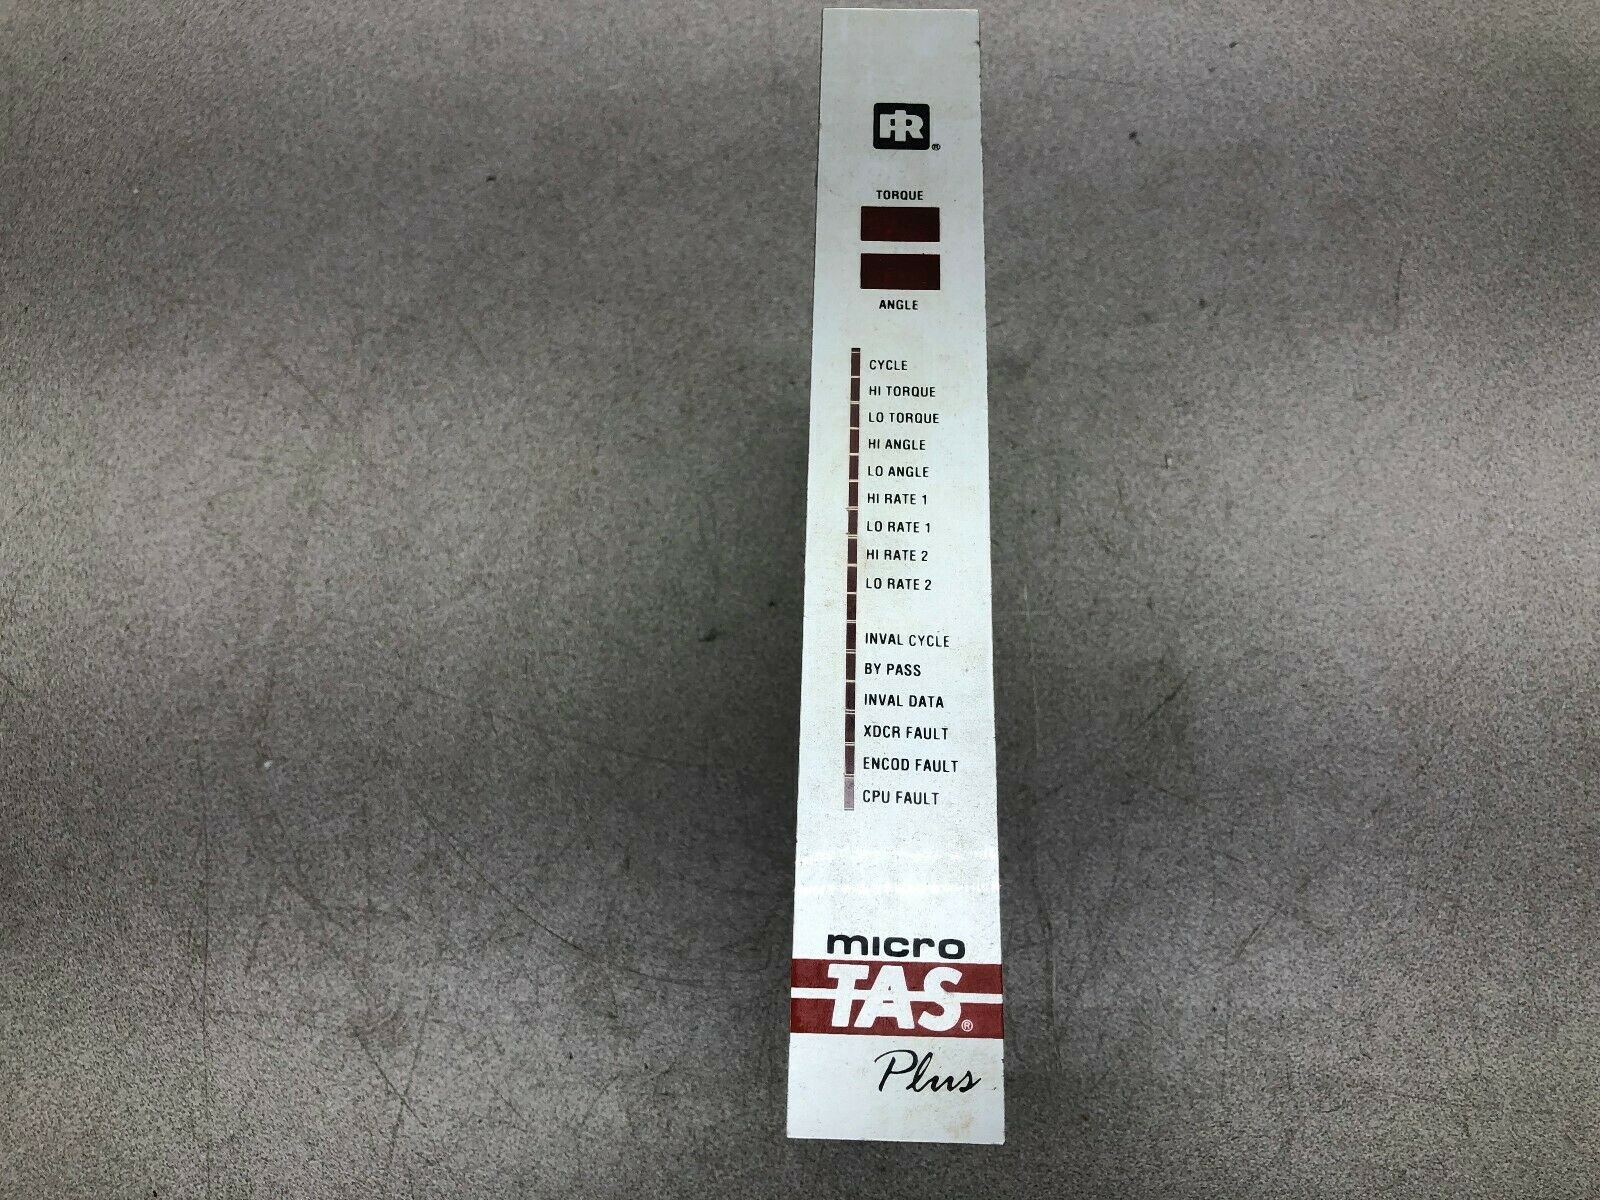 IR®
TORQUE
ANGLE
CYCLE
HI TORQUE
LO TORQUE
HI ANGLE
LO ANGLE
HI RATE 1
LO RATE 1
HI RATE 2
LO RATE 2
INVAL CYCLE
BY PASS
INVAL DATA
XDCR FAULT
ENCOD FAULT
CPU FAULT
micro
TAS®
Plus